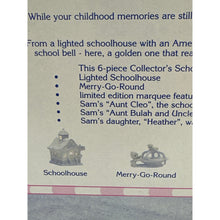 While your childhood memories are still
From a lighted schoolhouse with an Ame
school bell - here, a golden one that rea
This 6-piece Collector's Scho
• Lighted Schoolhouse
• Merry-Go-Round
• limited edition marquee featur
• Sam's "Aunt Cleo", the schoo
• Sam's "Aunt Bulah and Uncle
• Sam's daughter, "Heather", wa
Schoolhouse
Merry-Go-Round